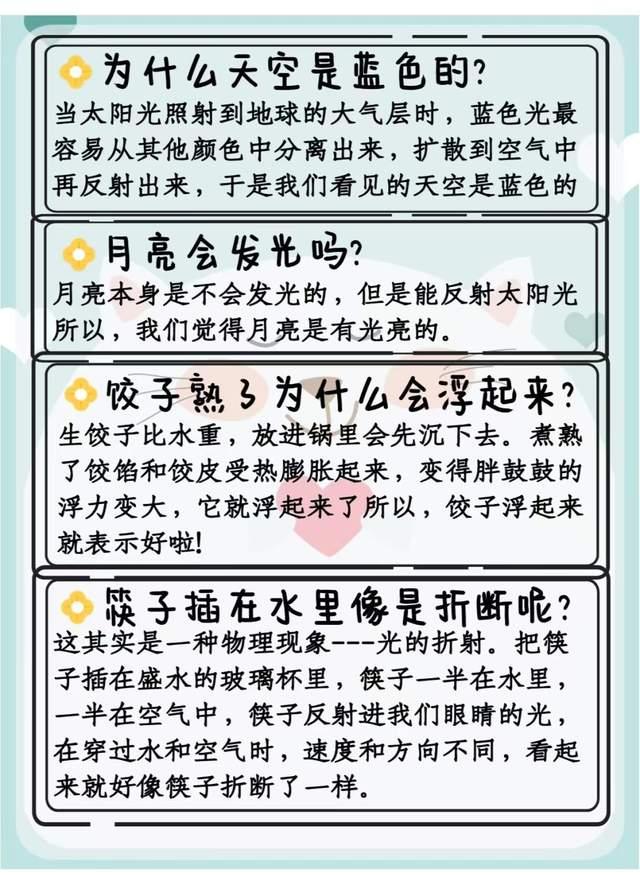 为什么天空是蓝色的?
当太阳光照射到地球的大气层时，蓝色光最
容易从其他颜色中分离出来，扩散到空气中
再反射出来，于是我们看见的天空是蓝色的
月亮会发光吗?
月亮本身是不会发光的，但是能反射太阳光
所以，我们觉得月亮是有光亮的。
饺子熟了为什么会浮起来?
生饺子比水重，放进锅里会先沉下去。煮熟
了饺馅和饺皮受热膨胀起来，变得胖鼓鼓的
浮力变大，它就浮起来了所以，饺子浮起来
就表示好啦!
筷子插在水里像是折断呢?
这其实是一种物理现象---光的折射。把筷
子插在盛水的玻璃杯里，筷子一半在水里，
一半在空气中，筷子反射进我们眼睛的光，
在穿过水和空气时，速度和方向不同，看起
来就好像筷子折断了一样。